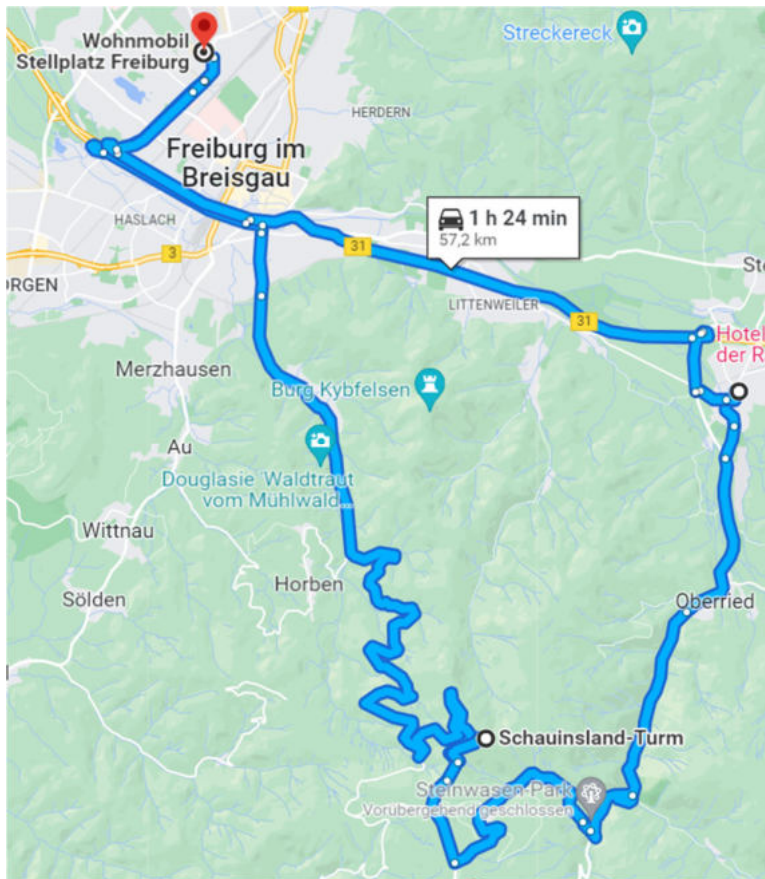 Wohnmobil
Stellplatz Freiburg
Streckereck
HERDERN
Freiburg im
Breisgau
HASLACH
1 h 24 min
57,2 km
3
31
ORGEN
Ste
LITTENWEILER
31
Hotel
der R
Merzhausen
Burg Kybfelsen
Au
Douglasie 'Waldtraut
vom Mühlwald...
Wittnau
Horben
Sölden
Oberried
Schauinsland-Turm
Steinwasen-Park
Vorübergehend geschlossen